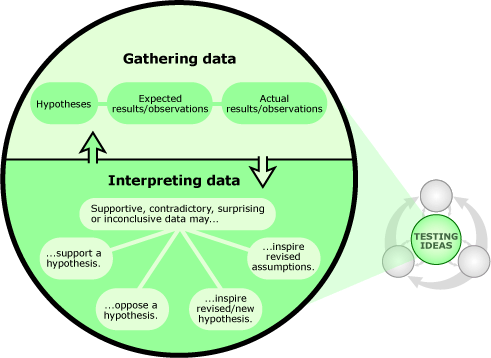 Gathering data
Hypotheses
Expected
results/observations
Actual
results/observations
Interpreting data
Supportive, contradictory, surprising
or inconclusive data may...
...support a
hypothesis.
...oppose a
hypothesis.
...inspire
revised/new
hypothesis.
...inspire
revised
assumptions.
TESTING
IDEAS